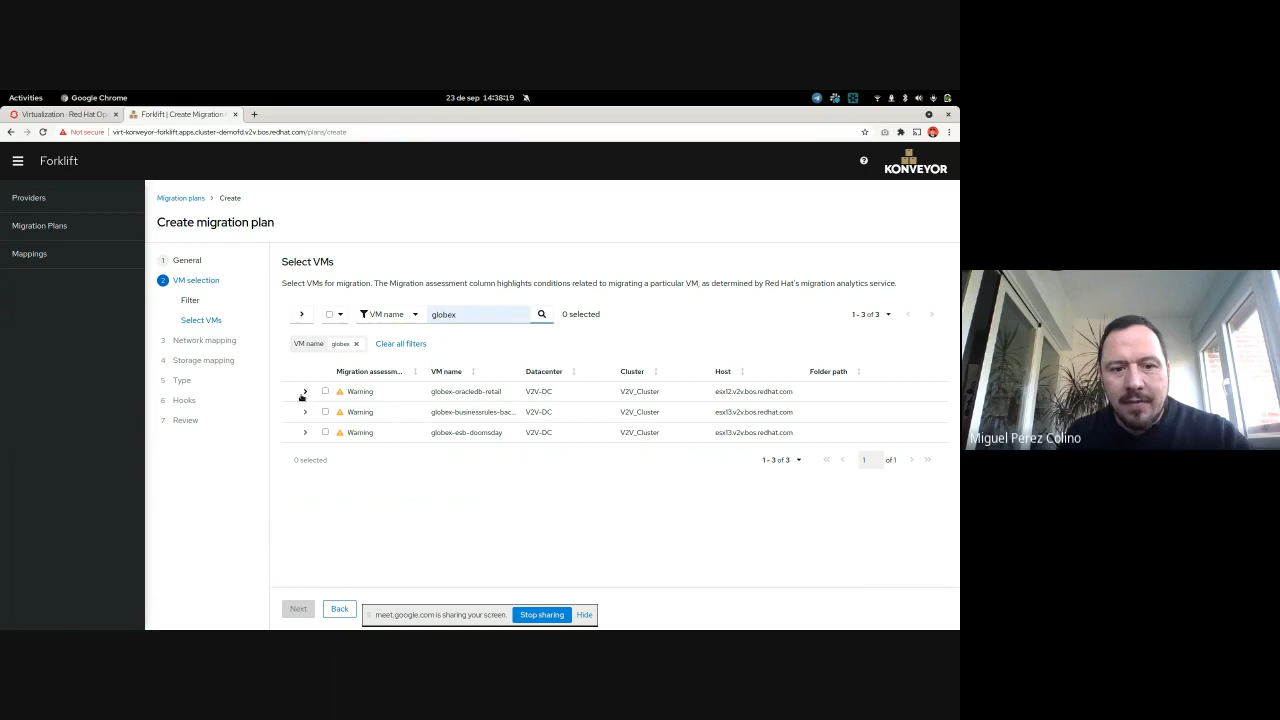 Activities
Google Chrome
23 de sep 14:38:19
Virtualization · Red Hat Op
Forklift | Create Migration
Not secure
virt-konveyor-forklift.apps.cluster-demofd.v2v.bos.redhat.com/plans/create
Forklift
KONVEYOR
Providers
Migration Plans
Mappings
Migration plans > Create
Create migration plan
1 General
2 VM selection
Filter
Select VMs
3 Network mapping
4 Storage mapping
5 Type
6 Hooks
7 Review
Select VMs
Select VMs for migration. The Migration assessment column highlights conditions related to migrating a particular VM, as determined by Red Hat's migration analytics service.
VM name globex 0 selected 1 - 3 of 3
VM name globex Clear all filters
Migration assessm... VM name Datacenter Cluster Host Folder path
Warning globex-oracledb-retail V2V-DC V2V_Cluster esx12.v2v.bos.redhat.com
Warning globex-businessrules-bac... V2V-DC V2V_Cluster esx13.v2v.bos.redhat.com
Warning globex-esb-doomsday V2V-DC V2V_Cluster esx13.v2v.bos.redhat.com
0 selected 1 - 3 of 3 1 of 1
Next Back
meet.google.com is sharing your screen. Stop sharing Hide
Miguel Pérez Colino